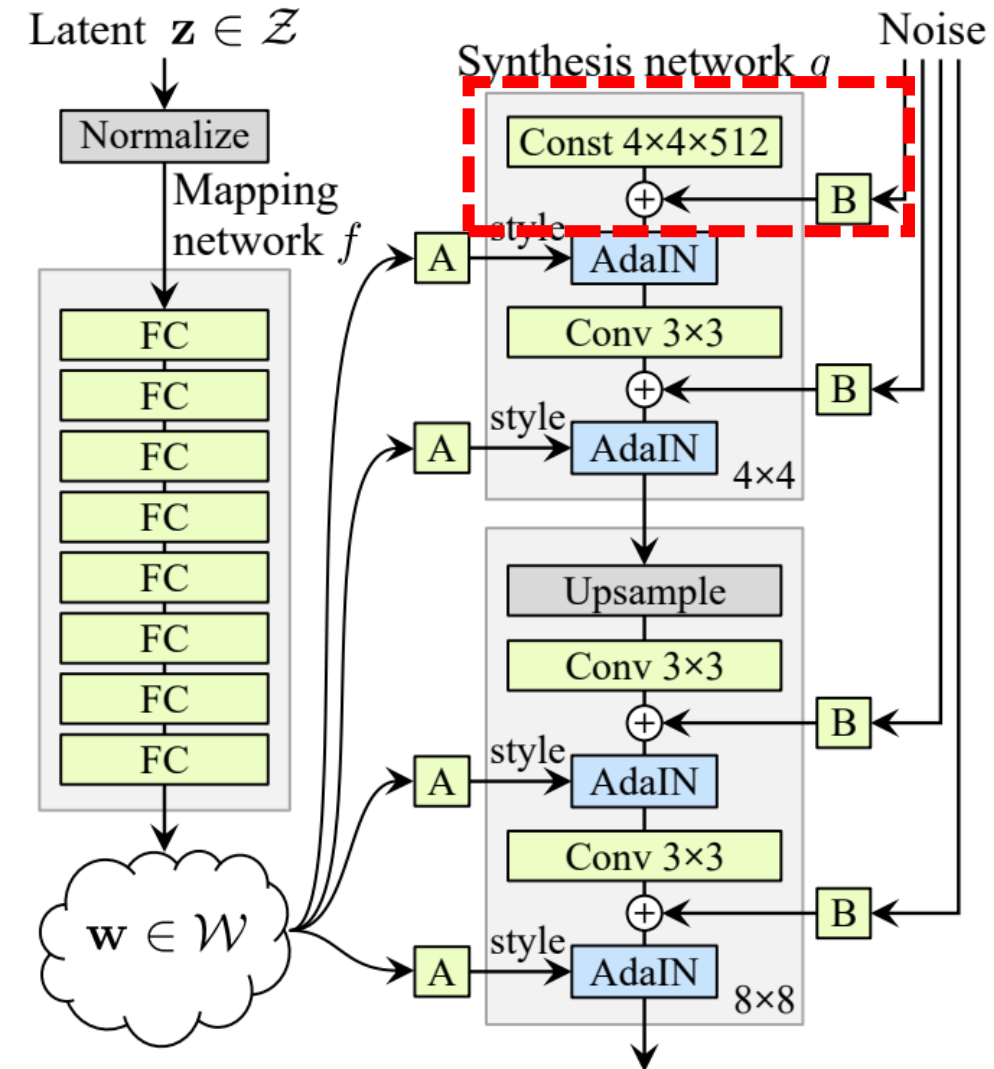 Latent z ∈ 𝒵
Noise
Synthesis network g
Normalize
Const 4×4×512
Mapping
network f
B
style
A
AdaIN
FC
Conv 3×3
FC
B
style
FC
A
AdaIN
4×4
FC
FC
Upsample
FC
Conv 3×3
FC
B
style
FC
A
AdaIN
Conv 3×3
w ∈ 𝒲
B
style
A
AdaIN
8×8